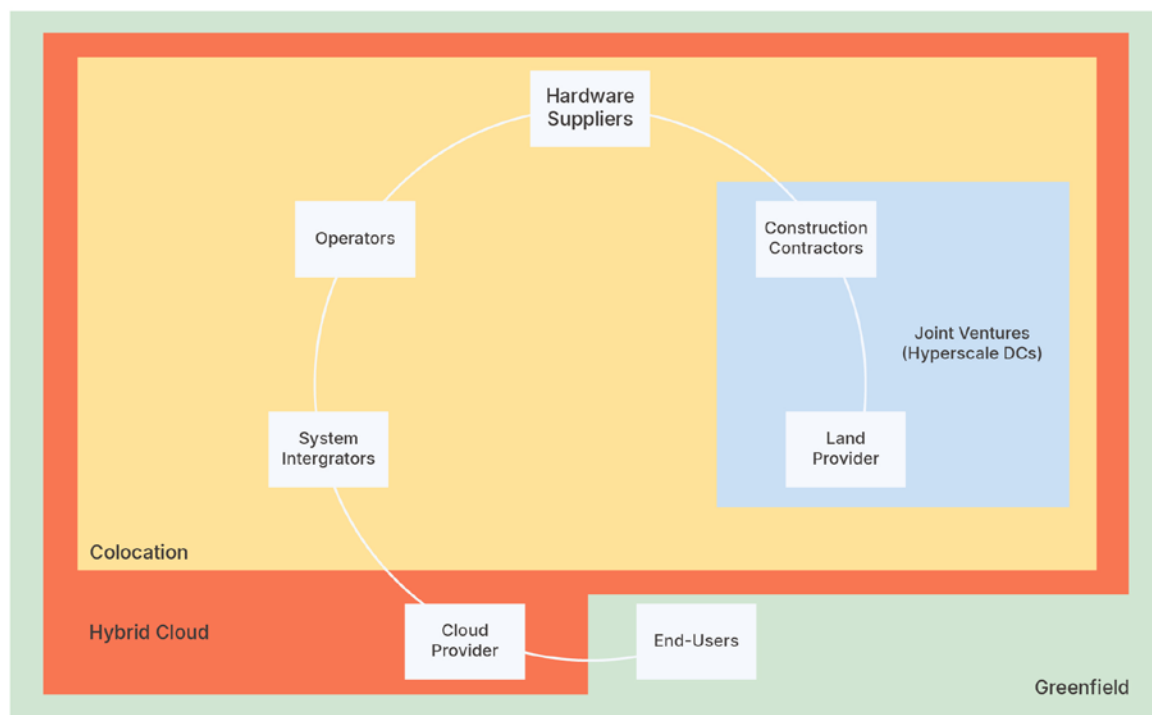 Hardware
Suppliers
Operators
Construction
Contractors
Joint Ventures
(Hyperscale DCs)
System
Intergrators
Land
Provider
Colocation
Hybrid Cloud
Cloud
Provider
End-Users
Greenfield